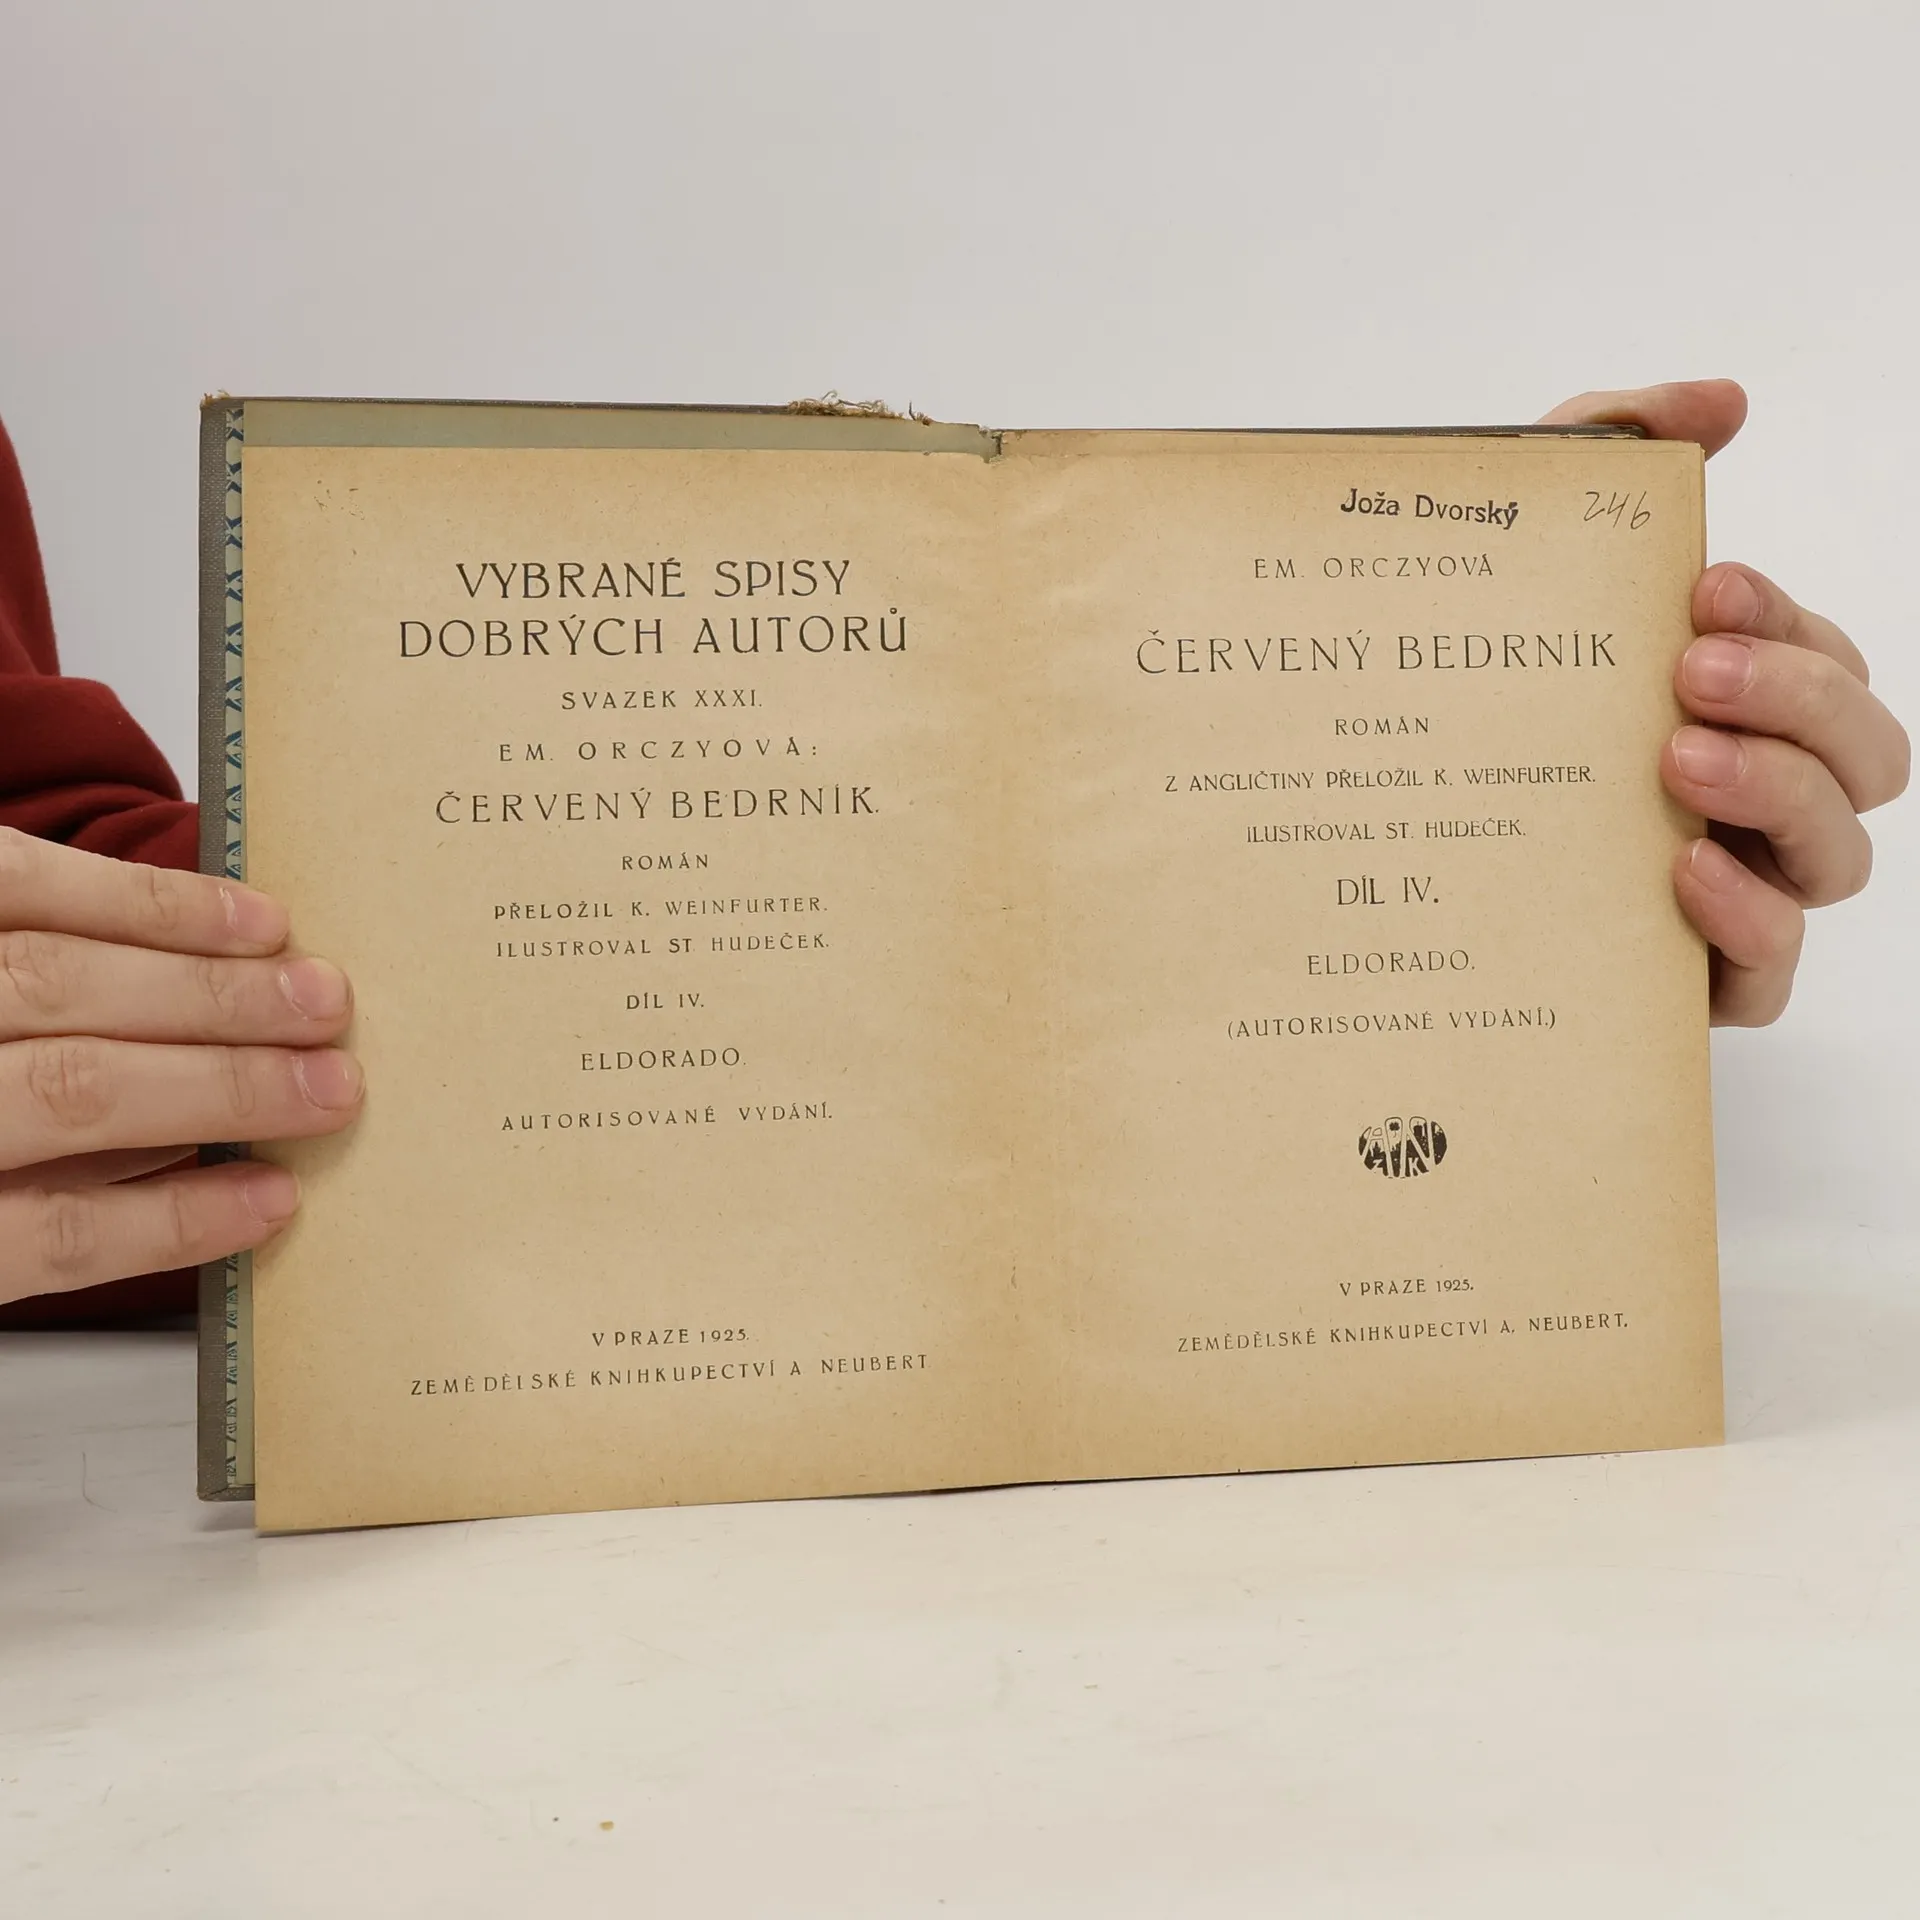 VYBRANÉ SPISY
DOBRÝCH AUTORŮ
SVAZEK XXXI.
EM. ORCZYOVÁ:
ČERVENÝ BEDRNÍK.
ROMÁN
PŘELOŽIL K. WEINFURTER.
ILUSTROVAL ST. HUDEČEK.
DÍL IV.
ELDORADO.
AUTORISOVANÉ VYDÁNÍ.
V PRAZE 1925.
ZEMĚDĚLSKÉ KNIHKUPECTVÍ A. NEUBERT.
Joža Dvorský 246
EM. ORCZYOVÁ
ČERVENÝ BEDRNÍK
ROMÁN
Z ANGLIČTINY PŘELOŽIL K. WEINFURTER.
ILUSTROVAL ST. HUDEČEK.
DÍL IV.
ELDORADO.
(AUTORISOVANÉ VYDÁNÍ.)
V PRAZE 1925.
ZEMĚDĚLSKÉ KNIHKUPECTVÍ A. NEUBERT.